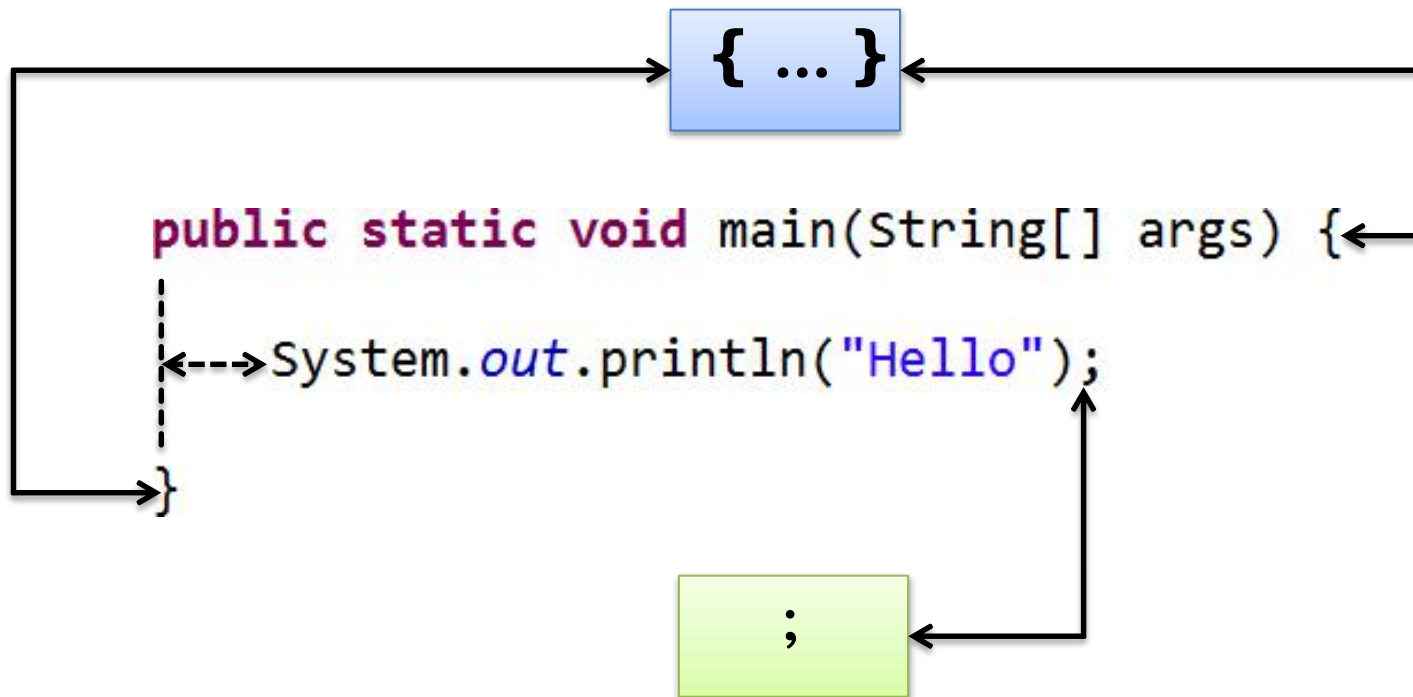 { ... }
public static void main(String[] args) {
System.out.println("Hello");
}
;